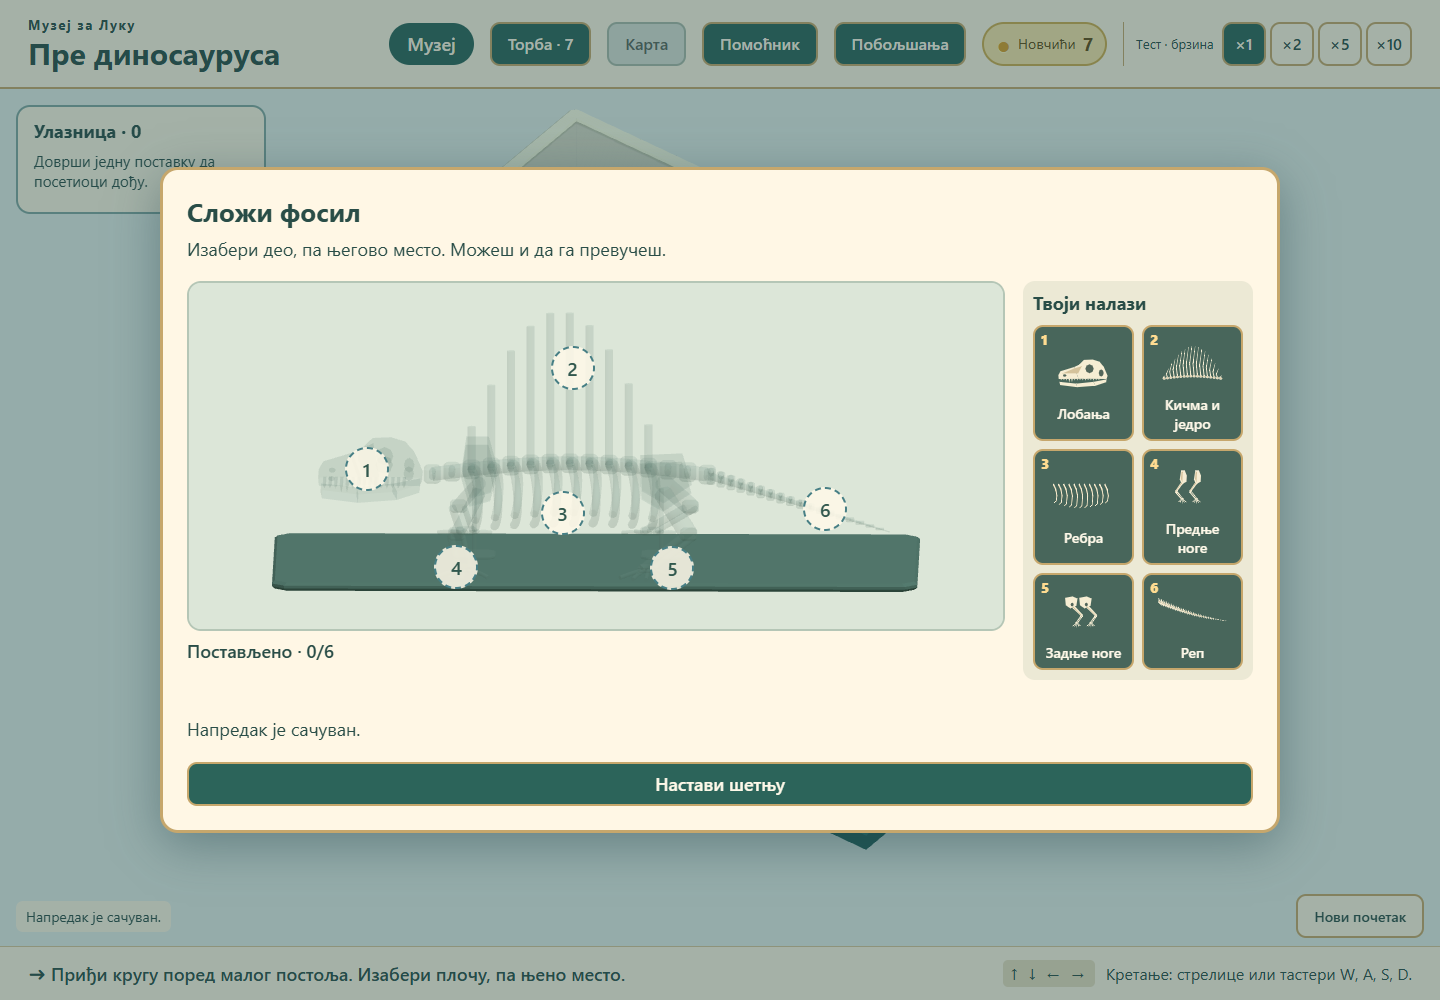 Музеј за Луку
Пре диносауруса
Музеј
Торба · 7
Карта
Помоћник
Побољшања
Новчићи 7
Тест · брзина
×1
×2
×5
×10
Улазница · 0
Доврши једну поставку да
посетиоци дођу.
Сложи фосил
Изабери део, па његово место. Можеш и да га превучеш.
2
1
3
6
4
5
Твоји налази
1
Лобања
2
Кичма и
једро
3
Ребра
4
Предње
ноге
5
Задње ноге
6
Реп
Постављено · 0/6
Напредак је сачуван.
Настави шетњу
Напредак је сачуван.
Нови почетак
→ Приђи кругу поред малог постоља. Изабери плочу, па њено место.
↑ ↓ ← → Кретање: стрелице или тастери W, A, S, D.